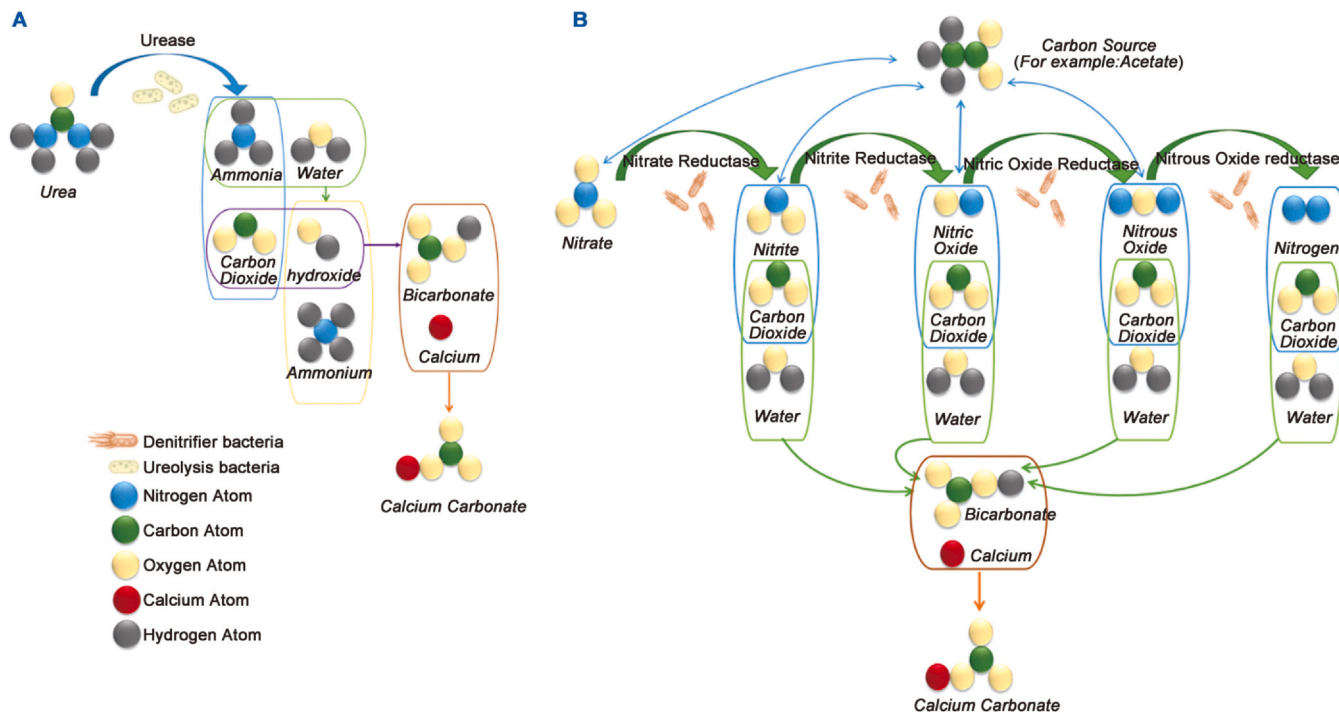 A
Urease
Urea
Ammonia
Water
Carbon
Dioxide
hydroxide
Bicarbonate
Calcium
Ammonium
Calcium Carbonate
Denitrifier bacteria
Ureolysis bacteria
Nitrogen Atom
Carbon Atom
Oxygen Atom
Calcium Atom
Hydrogen Atom
B
Carbon Source
(For example:Acetate)
Nitrate Reductase
Nitrite Reductase
Nitric Oxide Reductase
Nitrous Oxide reductase
Nitrate
Nitrite
Nitric
Oxide
Nitrous
Oxide
Nitrogen
Carbon
Dioxide
Carbon
Dioxide
Carbon
Dioxide
Carbon
Dioxide
Water
Water
Water
Water
Bicarbonate
Calcium
Calcium Carbonate